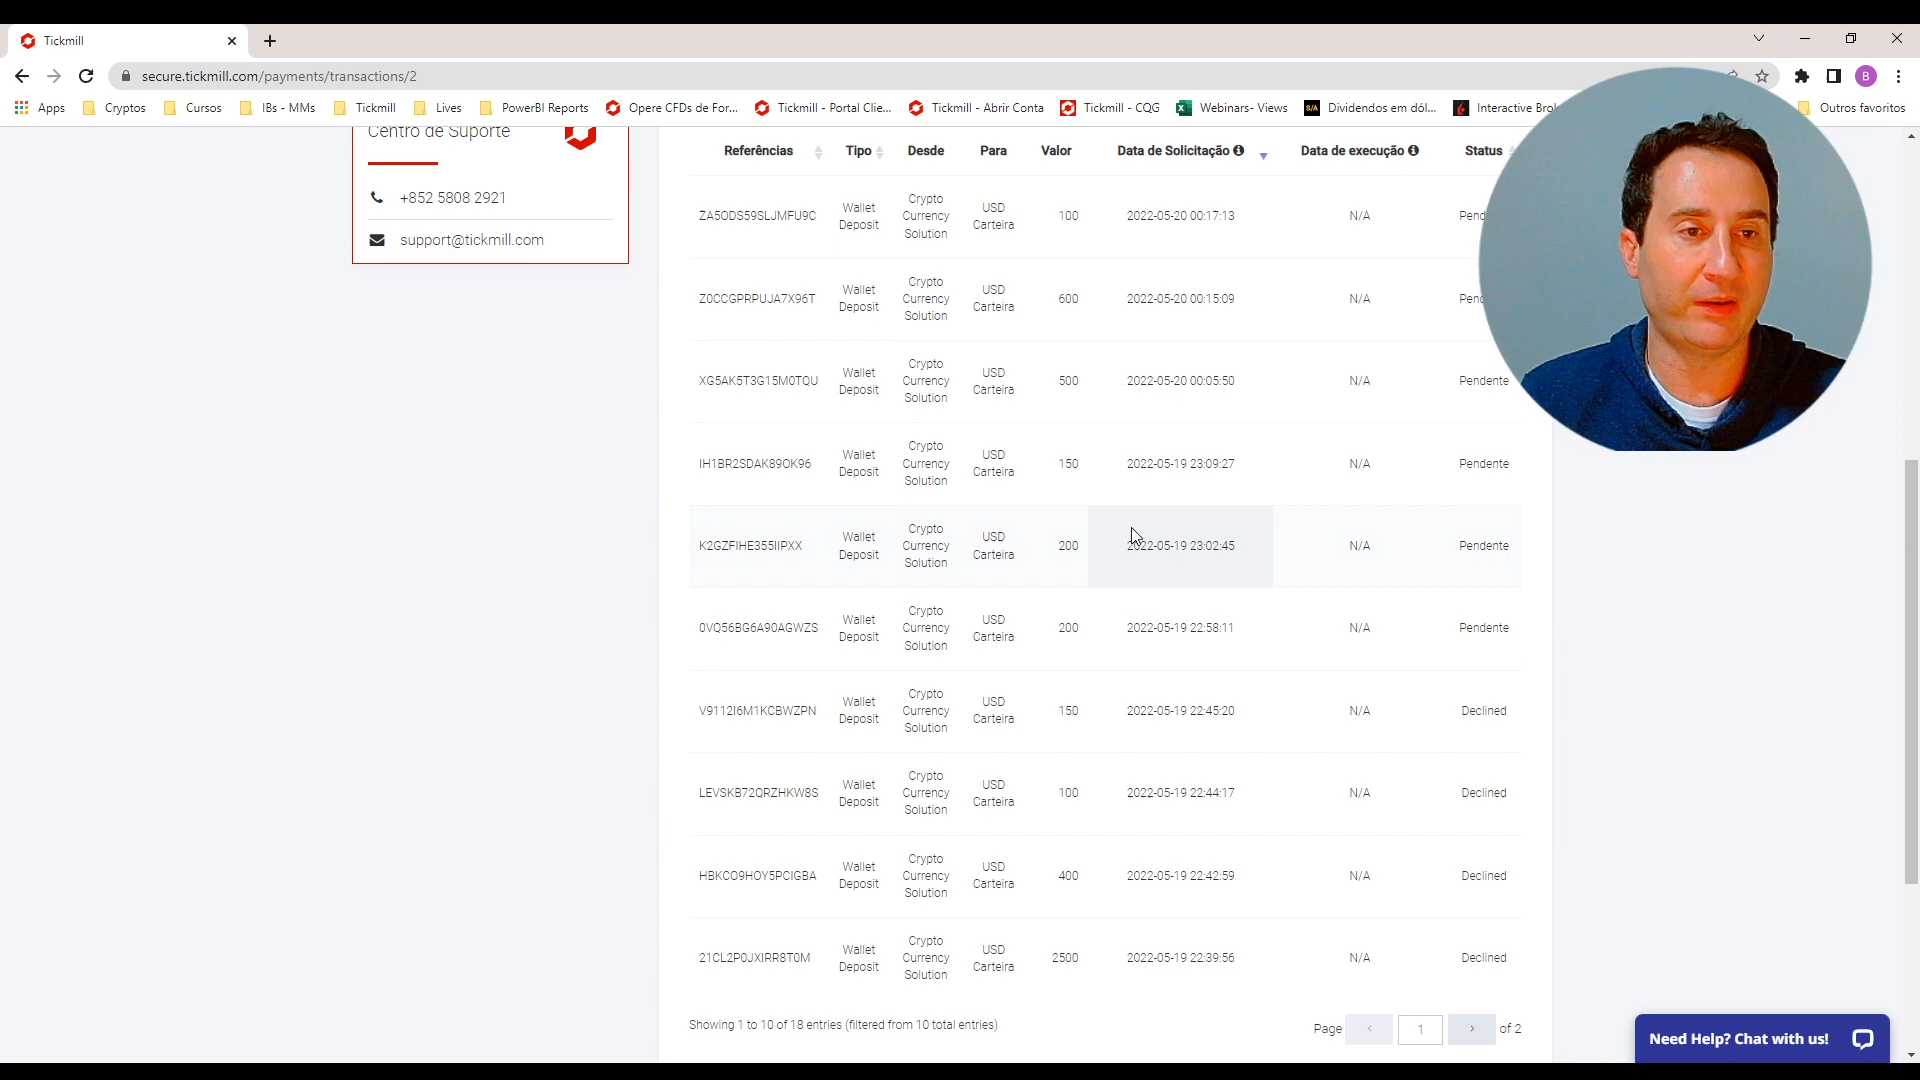 Tickmill
secure.tickmill.com/payments/transactions/2
B
Apps Cryptos Cursos IBs - MMs Tickmill Lives PowerBI Reports Opere CFDs de For... Tickmill - Portal Clie... Tickmill - Abrir Conta Tickmill - CQG Webinars- Views S/A Dividendos em dól... Interactive Outros favoritos
Centro de Suporte
+852 5808 2921
support@tickmill.com
Referências Tipo Desde Para Valor Data de Solicitação Data de execução Status
ZA5ODS59SLJMFU9C Wallet Deposit Crypto Currency Solution USD Carteira 100 2022-05-20 00:17:13 N/A
Z0CCGPRPUJA7X96T Wallet Deposit Crypto Currency Solution USD Carteira 600 2022-05-20 00:15:09 N/A
XG5AK5T3G15M0TQU Wallet Deposit Crypto Currency Solution USD Carteira 500 2022-05-20 00:05:50 N/A Pendente
IH1BR2SDAK89OK96 Wallet Deposit Crypto Currency Solution USD Carteira 150 2022-05-19 23:09:27 N/A Pendente
K2GZFIHE355IIPXX Wallet Deposit Crypto Currency Solution USD Carteira 200 2022-05-19 23:02:45 N/A Pendente
0VQ56BG6A90AGWZS Wallet Deposit Crypto Currency Solution USD Carteira 200 2022-05-19 22:58:11 N/A Pendente
V9112I6M1KCBWZPN Wallet Deposit Crypto Currency Solution USD Carteira 150 2022-05-19 22:45:20 N/A Declined
LEVSKB72QRZHKW8S Wallet Deposit Crypto Currency Solution USD Carteira 100 2022-05-19 22:44:17 N/A Declined
HBKCO9HOY5PCIGBA Wallet Deposit Crypto Currency Solution USD Carteira 400 2022-05-19 22:42:59 N/A Declined
21CL2P0JXIRR8T0M Wallet Deposit Crypto Currency Solution USD Carteira 2500 2022-05-19 22:39:56 N/A Declined
Showing 1 to 10 of 18 entries (filtered from 10 total entries)
Page 1 of 2
Need Help? Chat with us!